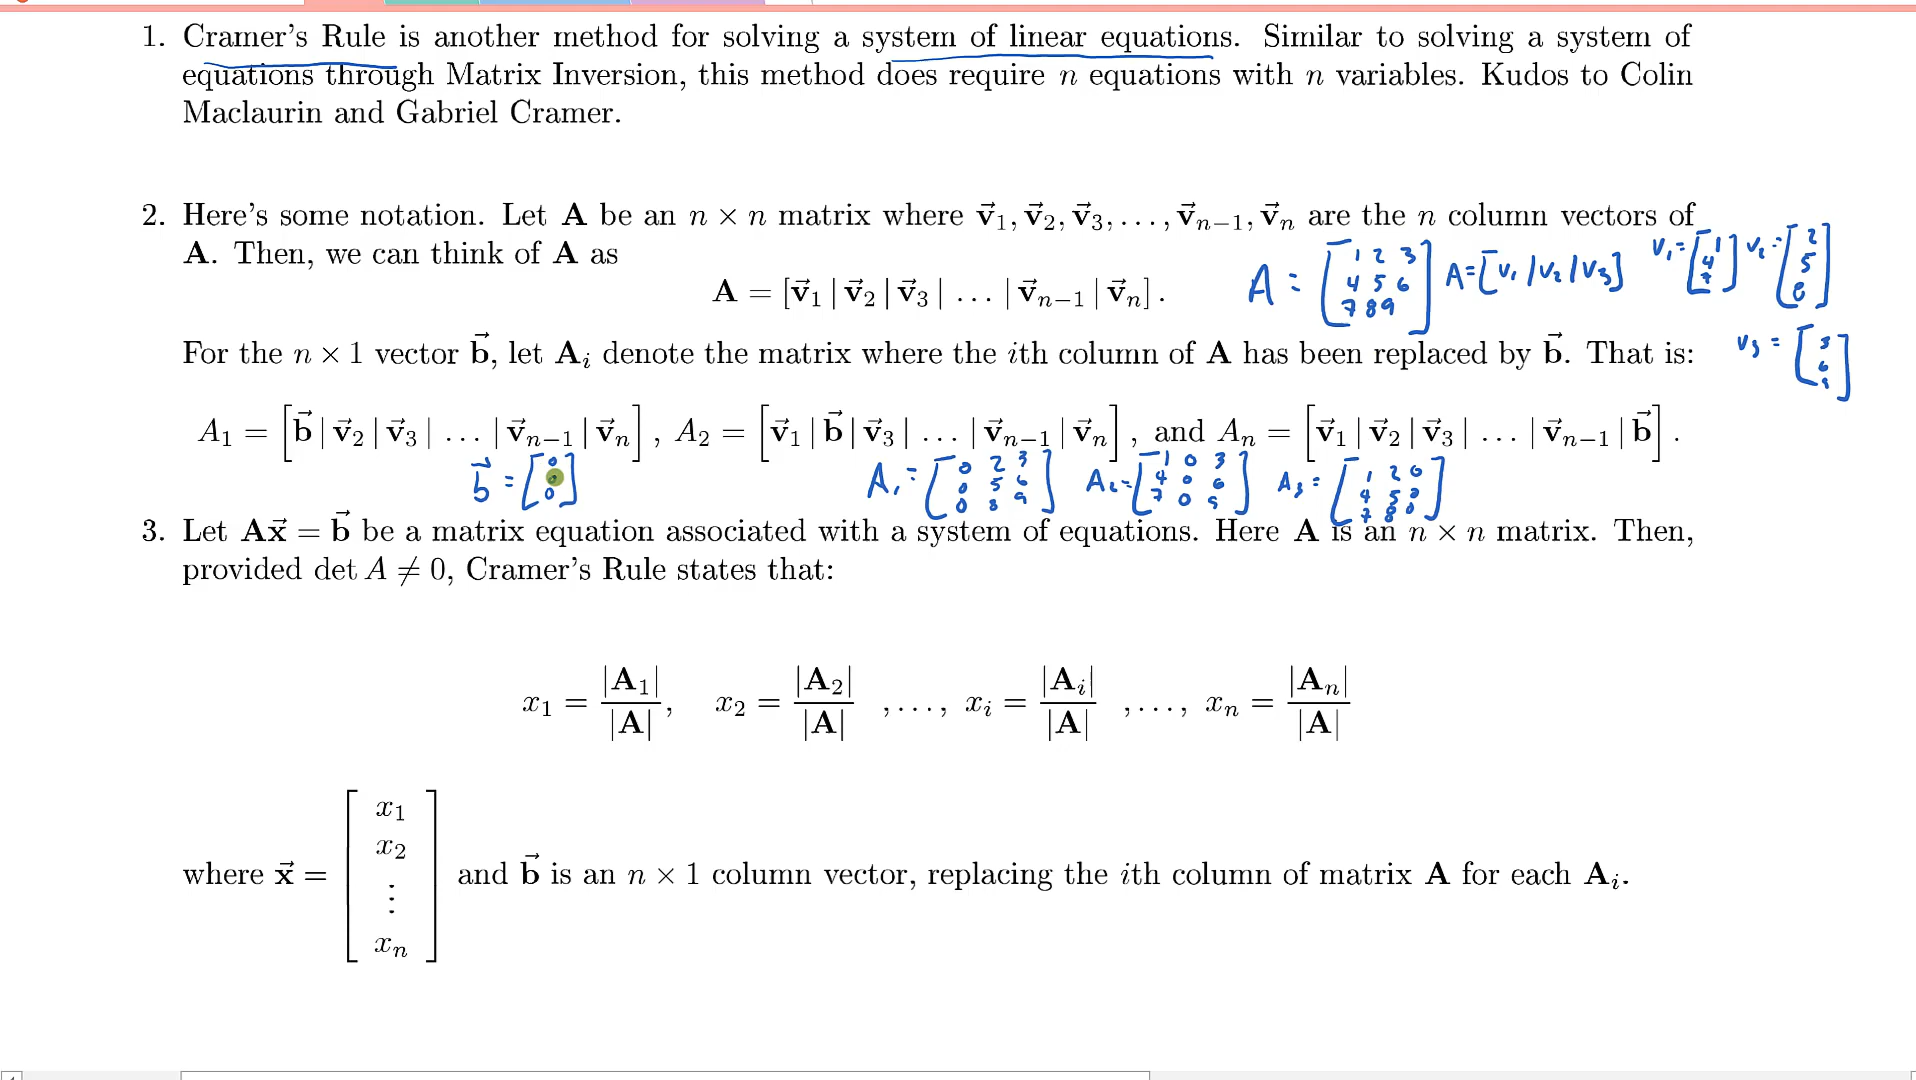 1. Cramer's Rule is another method for solving a system of linear equations. Similar to solving a system of
equations through Matrix Inversion, this method does require n equations with n variables. Kudos to Colin
Maclaurin and Gabriel Cramer.
2. Here's some notation. Let A be an n × n matrix where v⃗₁, v⃗₂, v⃗₃, . . . , v⃗ₙ₋₁, v⃗ₙ are the n column vectors of
A. Then, we can think of A as
A = [v⃗₁ | v⃗₂ | v⃗₃ | . . . | v⃗ₙ₋₁ | v⃗ₙ] .
A = [1 2 3
4 5 6
7 8 9]
A = [v₁ | v₂ | v₃]
v₁ = [1
4
7]
v₂ = [2
5
8]
For the n × 1 vector b⃗, let Aᵢ denote the matrix where the ith column of A has been replaced by b⃗. That is:
v₃ = [3
6
9]
A₁ = [b⃗ | v⃗₂ | v⃗₃ | . . . | v⃗ₙ₋₁ | v⃗ₙ] , A₂ = [v⃗₁ | b⃗ | v⃗₃ | . . . | v⃗ₙ₋₁ | v⃗ₙ] , and Aₙ = [v⃗₁ | v⃗₂ | v⃗₃ | . . . | v⃗ₙ₋₁ | b⃗] .
b⃗ = [0
0
0]
A₁ = [0 2 3
0 5 6
0 8 9]
A₂ = [1 0 3
4 0 6
7 0 9]
A₃ = [1 2 0
4 5 0
7 8 0]
3. Let Ax⃗ = b⃗ be a matrix equation associated with a system of equations. Here A is an n × n matrix. Then,
provided det A ≠ 0, Cramer's Rule states that:
x₁ = |A₁|/|A|, x₂ = |A₂|/|A| , . . . , xᵢ = |Aᵢ|/|A| , . . . , xₙ = |Aₙ|/|A|
where x⃗ = [x₁
x₂
⋮
xₙ] and b⃗ is an n × 1 column vector, replacing the ith column of matrix A for each Aᵢ.